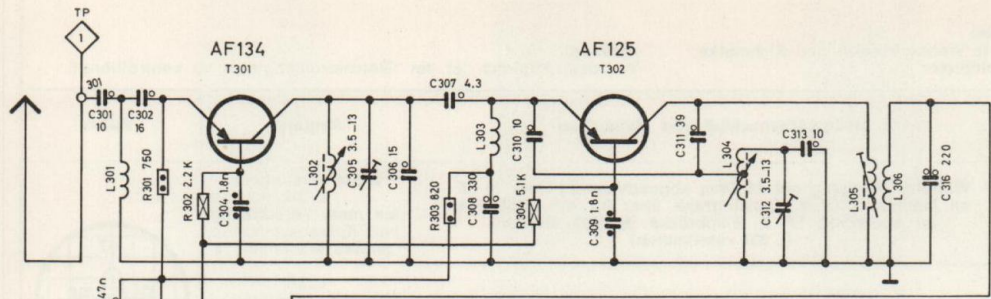 TP
1
AF134
T301
AF125
T302
301
C301
10
C302
16
L301
R301 750
R302 2.2 K
C304 1.8n
L302
C305 3.5–13
C306 15
C307 4.3
R303 820
C308 330
L303
C310 10
R304 5.1K
C309 1.8n
C311 39
L304
C312 3.5–13
C313 10
L305
L306
C316 220
47n